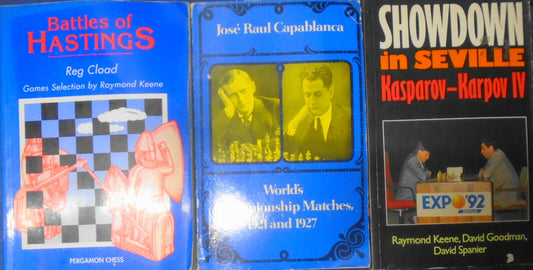 Battles of
HASTINGS
Reg Cload
Games Selection by Raymond Keene
PERGAMON CHESS
José Raul Capablanca
World's
Championship Matches,
1921 and 1927
SHOWDOWN
in SEVILLE
Kasparov–Karpov IV
EXPO'92
SEVILLA
Raymond Keene, David Goodman,
David Spanier